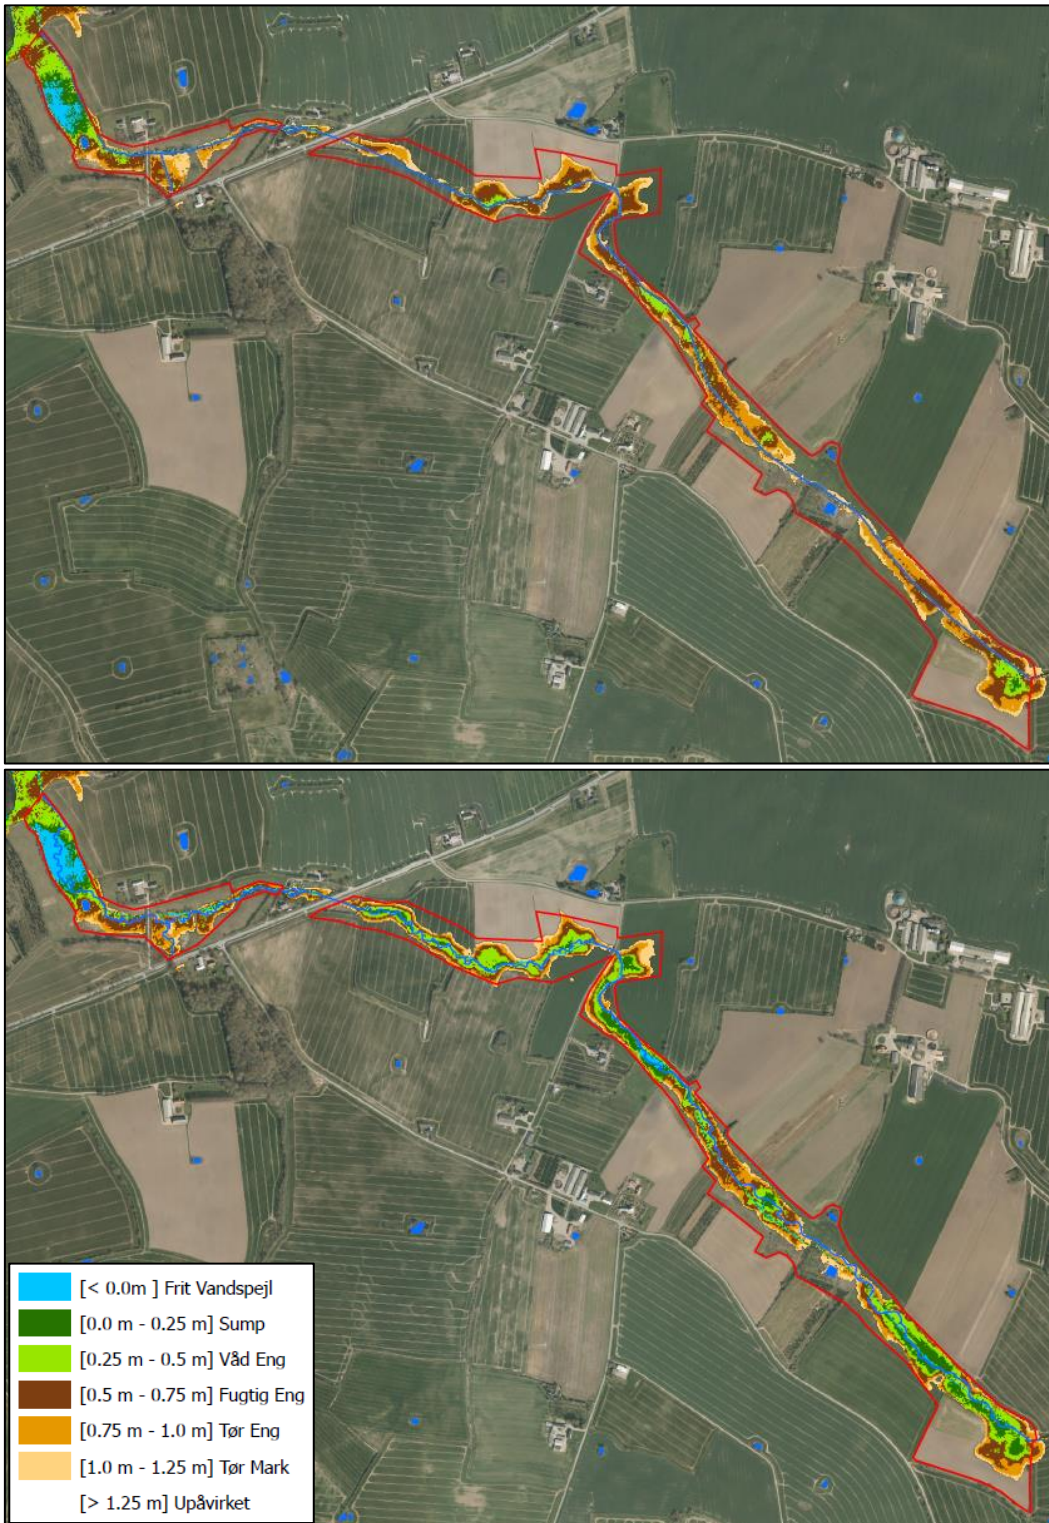 [< 0.0m ] Frit Vandspejl
[0.0 m - 0.25 m] Sump
[0.25 m - 0.5 m] Våd Eng
[0.5 m - 0.75 m] Fugtig Eng
[0.75 m - 1.0 m] Tør Eng
[1.0 m - 1.25 m] Tør Mark
[> 1.25 m] Upåvirket